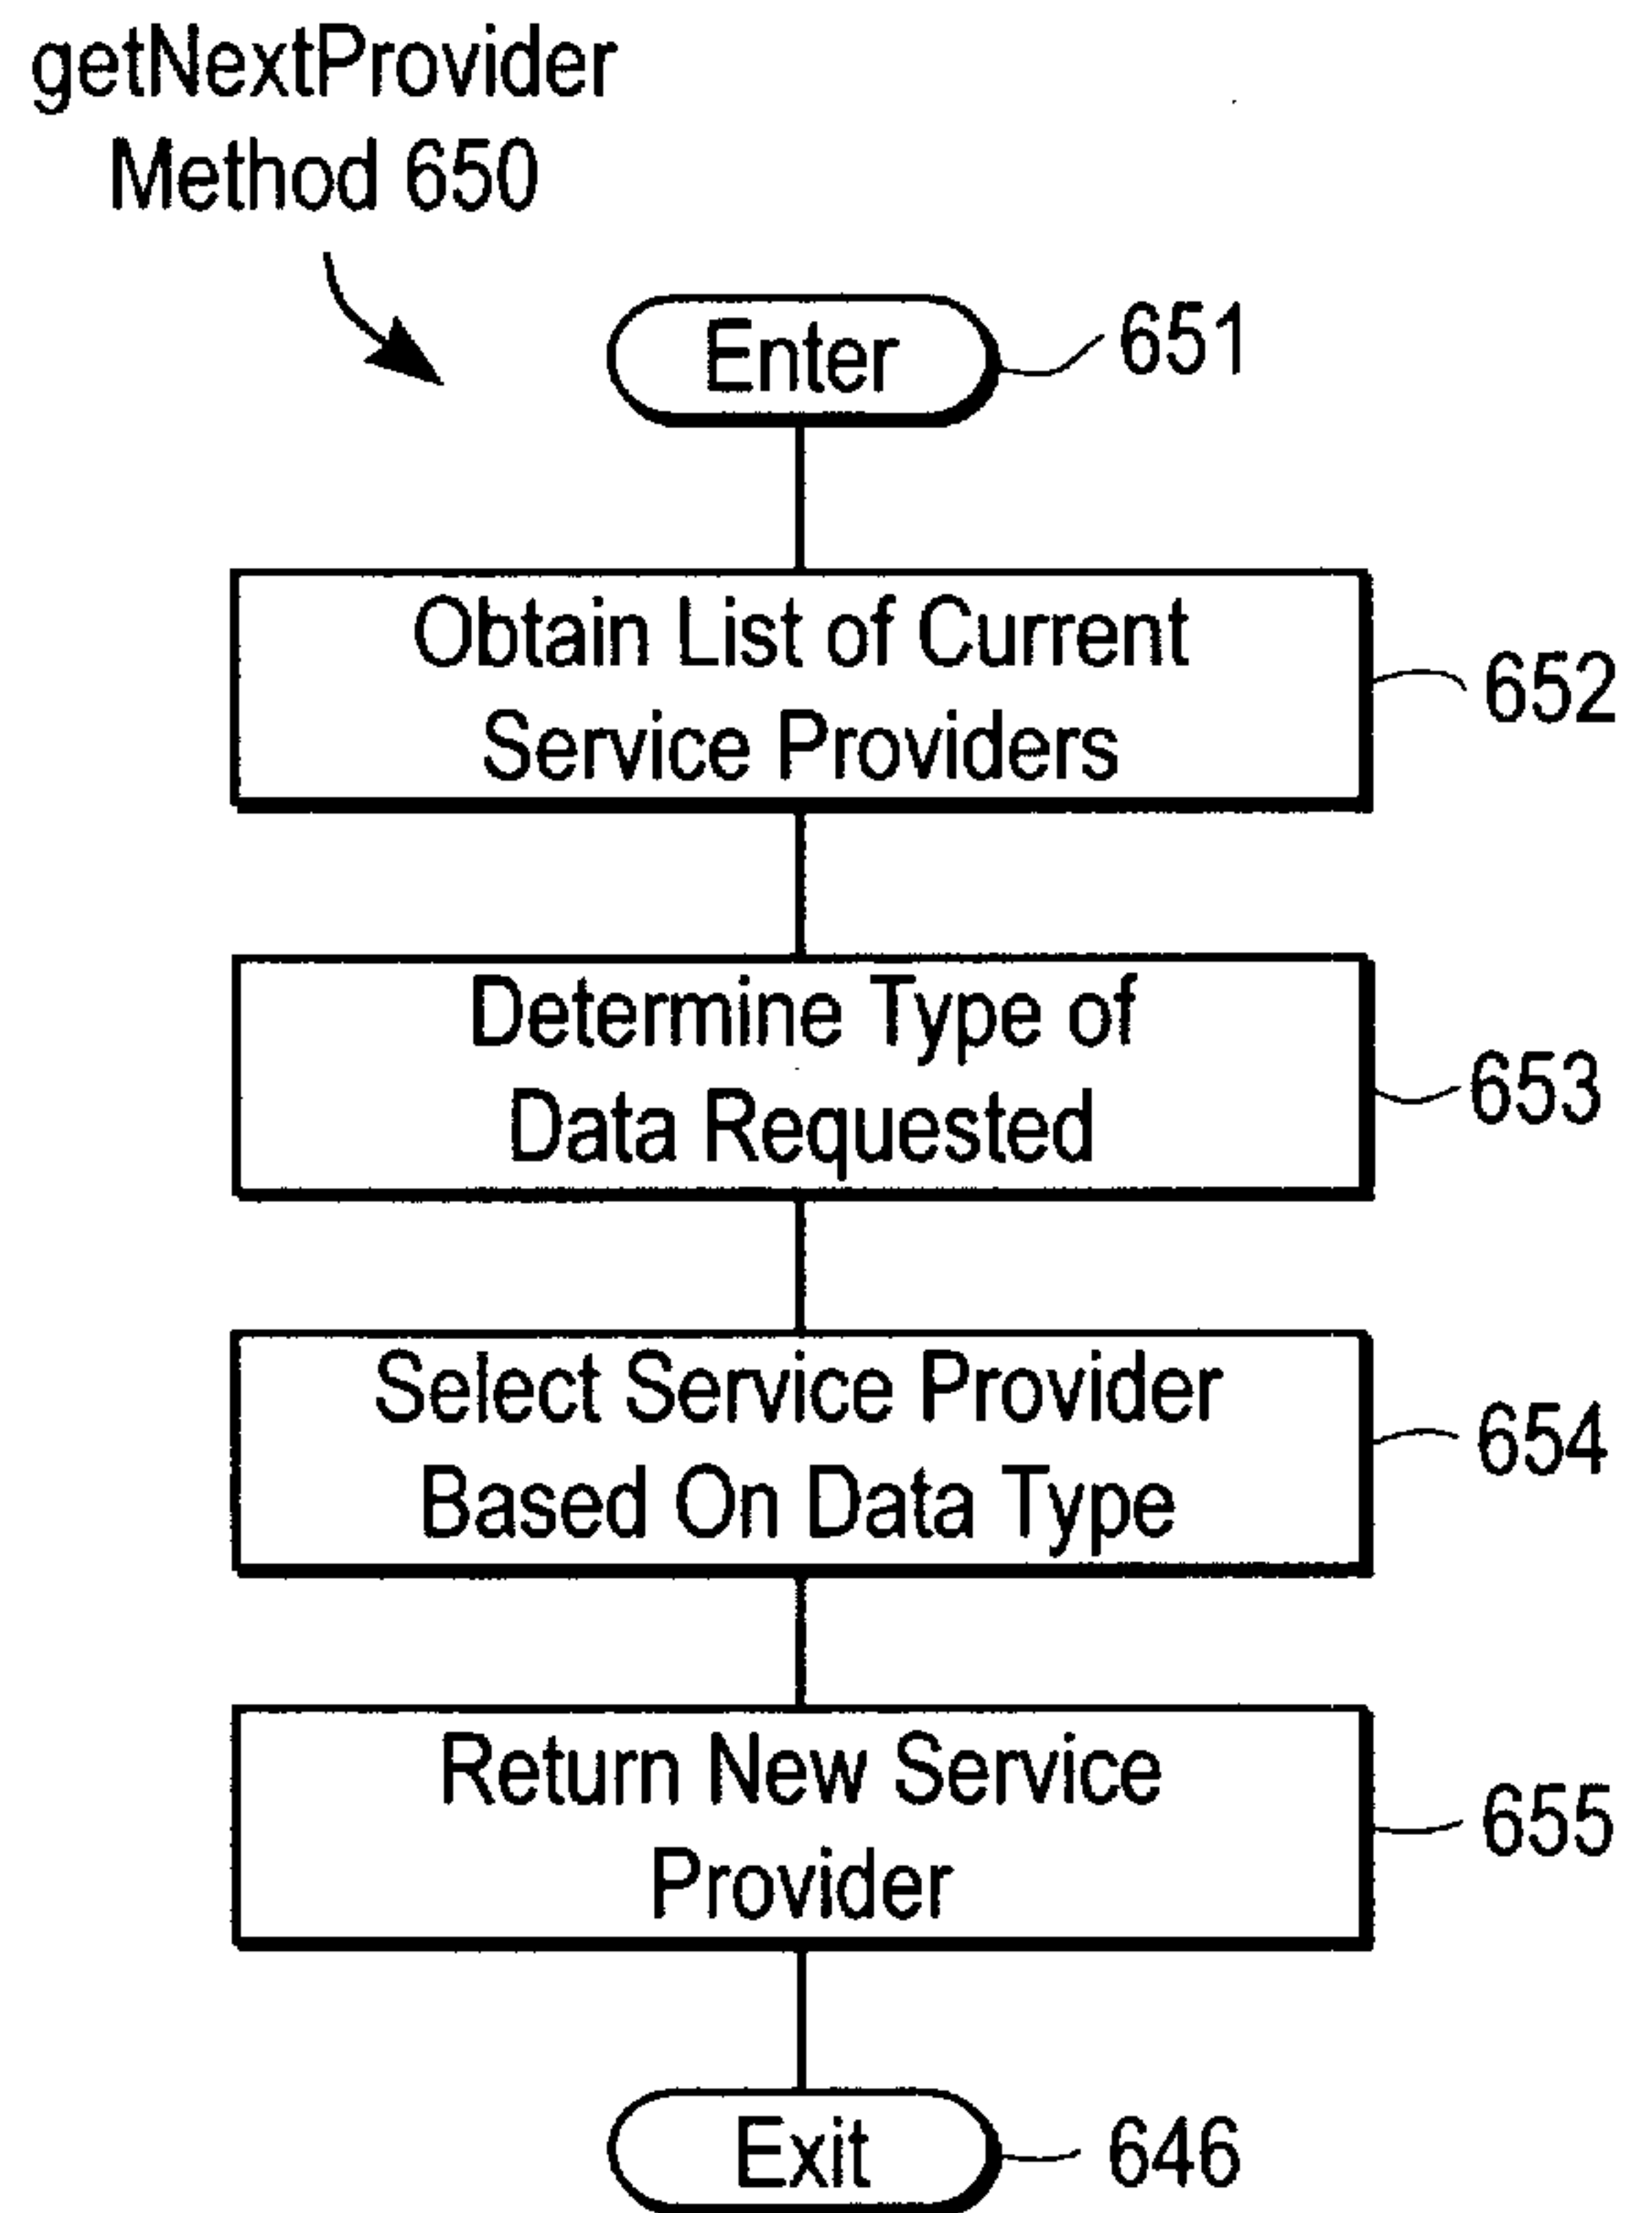 getNextProvider
Method 650
Enter
651
Obtain List of Current
Service Providers
652
Determine Type of
Data Requested
653
Select Service Provider
Based On Data Type
654
Return New Service
Provider
655
Exit
646